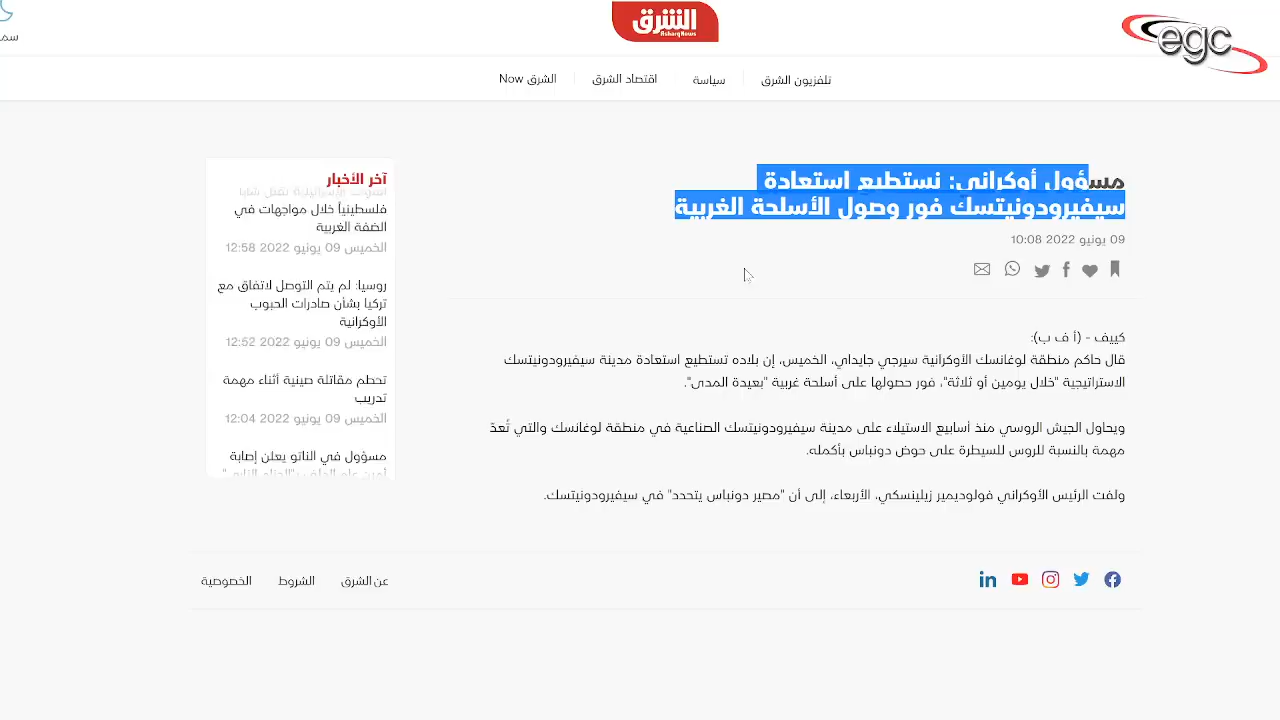 الشرق
Asharq News
egc
تلفزيون الشرق
سياسة
اقتصاد الشرق
الشرق Now
مسؤول أوكراني: نستطيع استعادة
سيفيرودونيتسك فور وصول الأسلحة الغربية
09 يونيو 2022 10:08
كييف - (أ ف ب):
قال حاكم منطقة لوغانسك الأوكرانية سيرجي جايداي، الخميس، إن بلاده تستطيع استعادة مدينة سيفيرودونيتسك
الاستراتيجية "خلال يومين أو ثلاثة"، فور حصولها على أسلحة غربية "بعيدة المدى".
ويحاول الجيش الروسي منذ أسابيع الاستيلاء على مدينة سيفيرودونيتسك الصناعية في منطقة لوغانسك والتي تُعدّ
مهمة بالنسبة للروس للسيطرة على حوض دونباس بأكمله.
ولفت الرئيس الأوكراني فولوديمير زيلينسكي، الأربعاء، إلى أن "مصير دونباس يتحدد" في سيفيرودونيتسك.
آخر الأخبار
فلسطينياً خلال مواجهات في
الضفة الغربية
الخميس 09 يونيو 2022 12:58
روسيا: لم يتم التوصل لاتفاق مع
تركيا بشأن صادرات الحبوب
الأوكرانية
الخميس 09 يونيو 2022 12:52
تحطم مقاتلة صينية أثناء مهمة
تدريب
الخميس 09 يونيو 2022 12:04
مسؤول في الناتو يعلن إصابة
عن الشرق
الشروط
الخصوصية